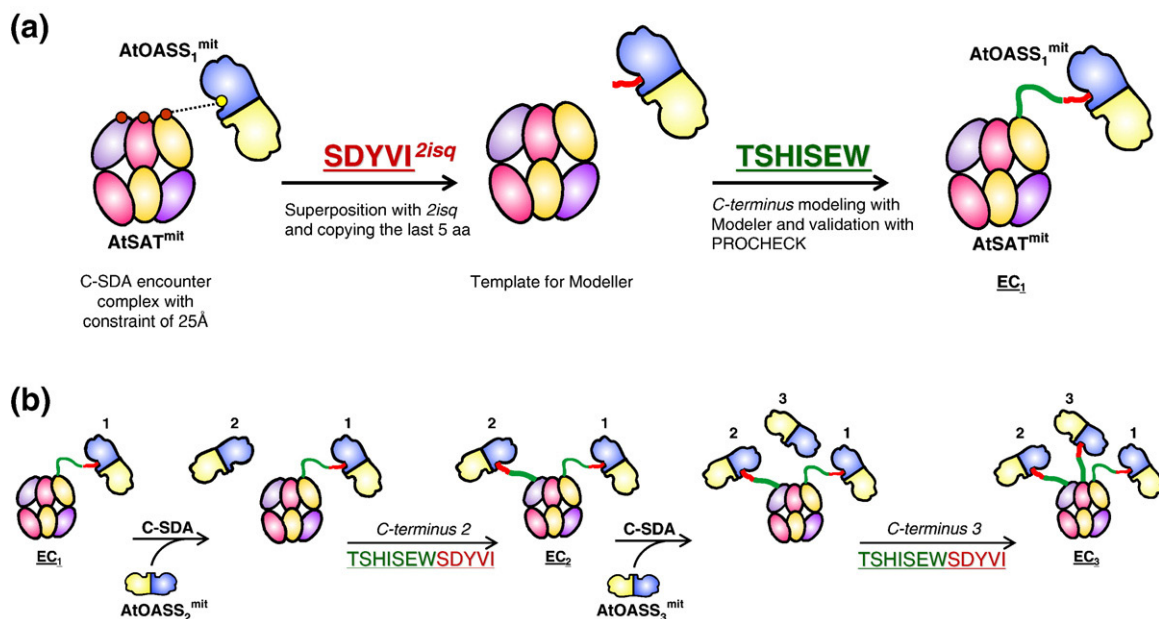 (a)
AtOASS₁ᵐⁱᵗ
AtSATᵐⁱᵗ
C-SDA encounter
complex with
constraint of 25Å
SDYVI²ⁱˢᑫ
Superposition with 2isq
and copying the last 5 aa
Template for Modeller
TSHISEW
C-terminus modeling with
Modeler and validation with
PROCHECK
AtOASS₁ᵐⁱᵗ
AtSATᵐⁱᵗ
EC₁
(b)
1
EC₁
C-SDA
AtOASS₂ᵐⁱᵗ
2
1
C-terminus 2
TSHISEWSDYVI
2
1
EC₂
C-SDA
AtOASS₃ᵐⁱᵗ
3
2
1
C-terminus 3
TSHISEWSDYVI
3
2
1
EC₃